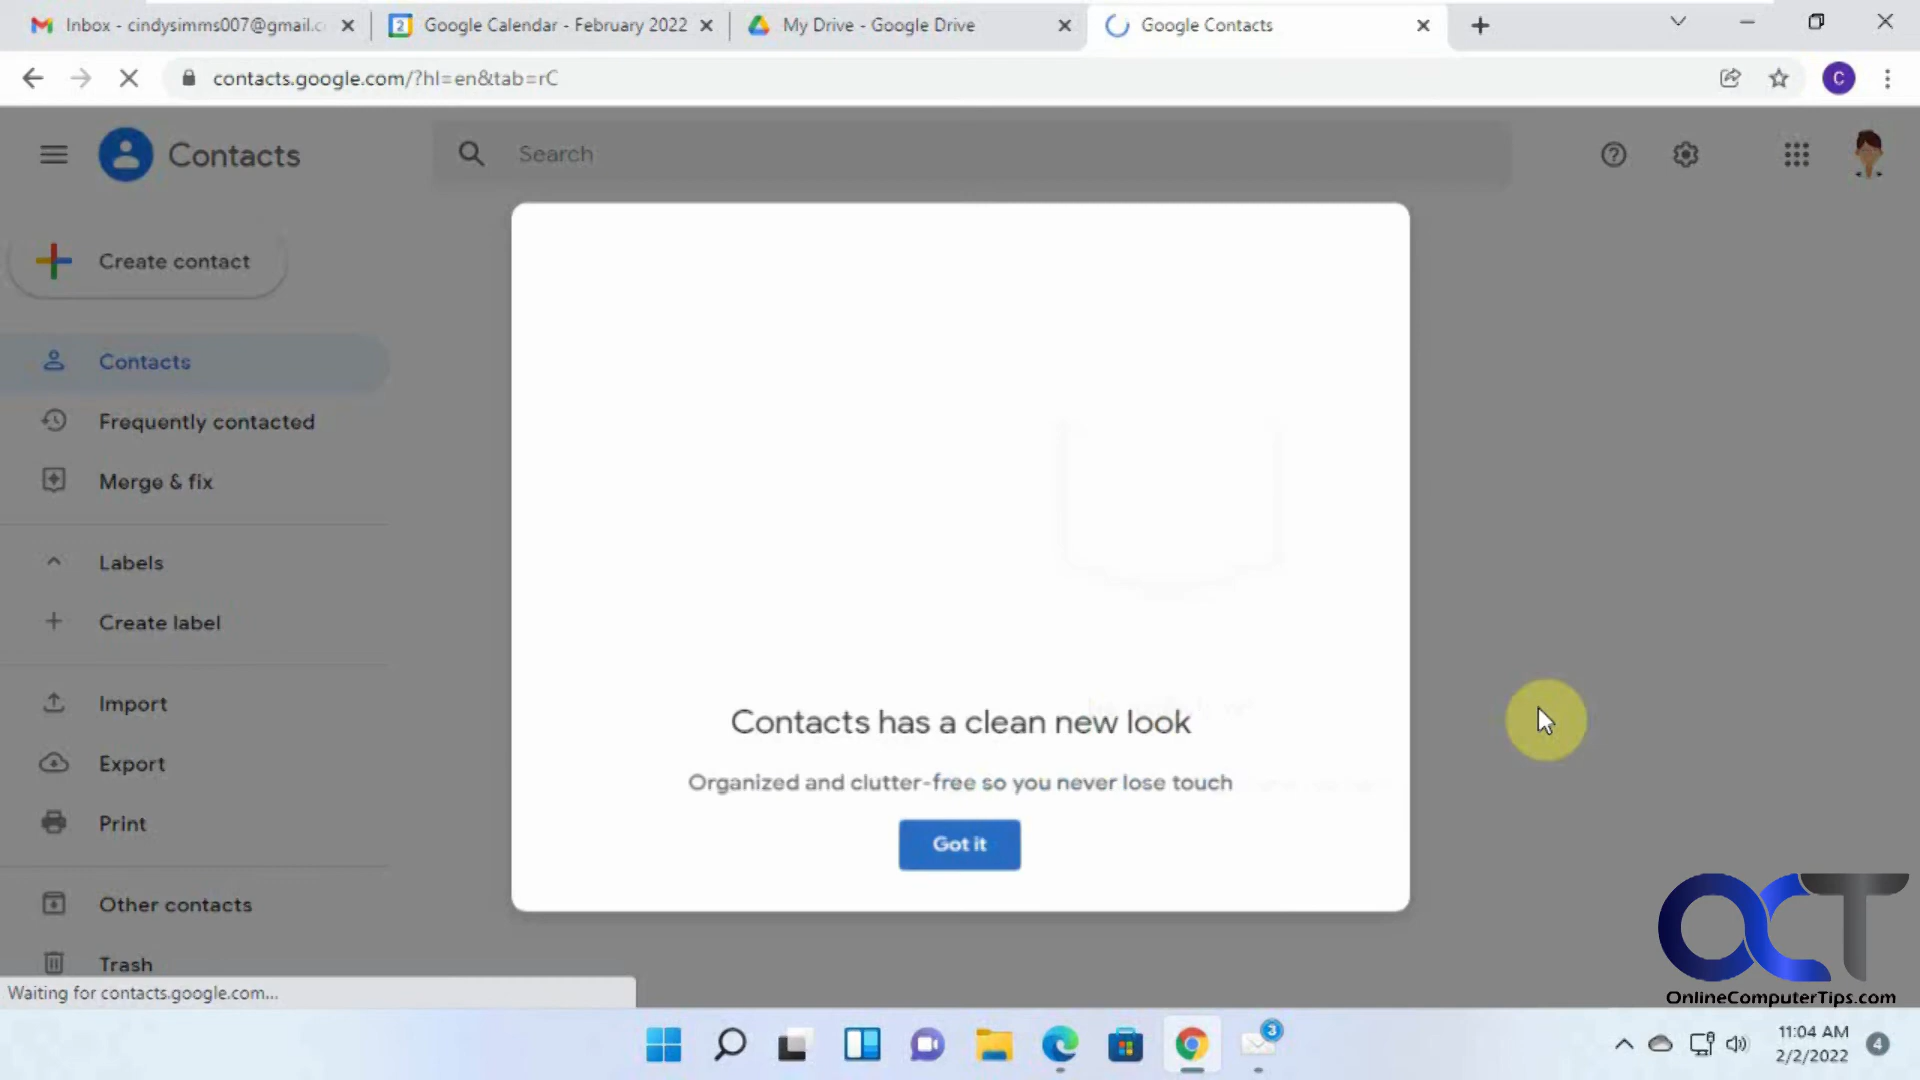 Inbox - cindysimms007@gmail.c
Google Calendar - February 2022
My Drive - Google Drive
Google Contacts
contacts.google.com/?hl=en&tab=rC
C
Contacts
Search
Create contact
Contacts
Frequently contacted
Merge & fix
Labels
Create label
Import
Export
Print
Other contacts
Trash
Contacts has a clean new look
Organized and clutter-free so you never lose touch
Got it
Waiting for contacts.google.com...
OCT
OnlineComputerTips.com
3
11:04 AM
2/2/2022
4